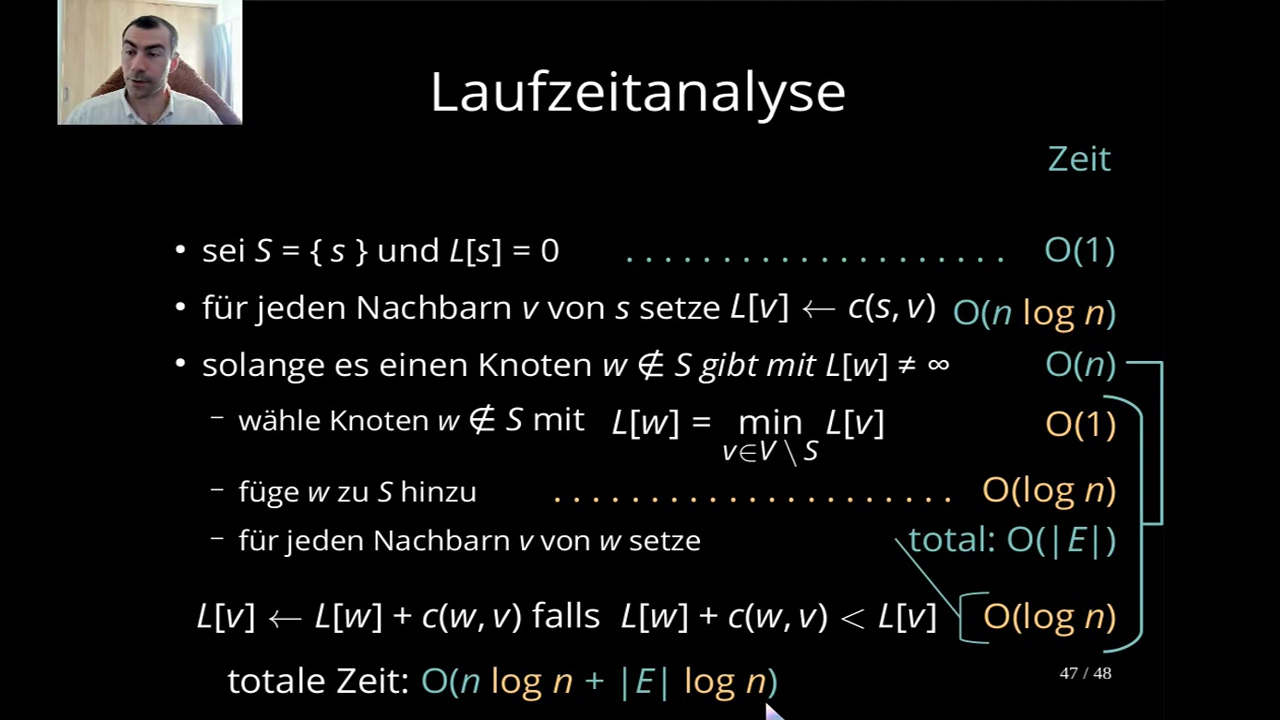 Laufzeitanalyse
Zeit
• sei S = { s } und L[s] = 0 . . . . . . . . . . . . . . . . . . . . O(1)
• für jeden Nachbarn v von s setze L[v] ← c(s, v) O(n log n)
• solange es einen Knoten w ∉ S gibt mit L[w] ≠ ∞ O(n)
– wähle Knoten w ∉ S mit L[w] = min L[v] O(1)
v∈V \ S
– füge w zu S hinzu . . . . . . . . . . . . . . . . . . . . . O(log n)
– für jeden Nachbarn v von w setze total: O(|E|)
L[v] ← L[w] + c(w, v) falls L[w] + c(w, v) < L[v] O(log n)
totale Zeit: O(n log n + |E| log n)
47 / 48